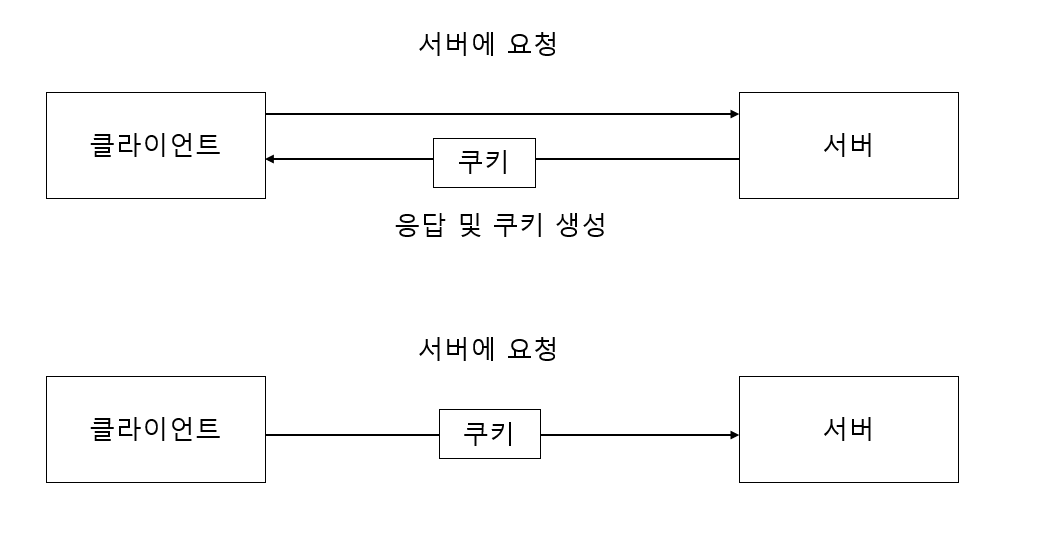 서버에 요청
클라이언트
서버
쿠키
응답 및 쿠키 생성
서버에 요청
클라이언트
쿠키
서버